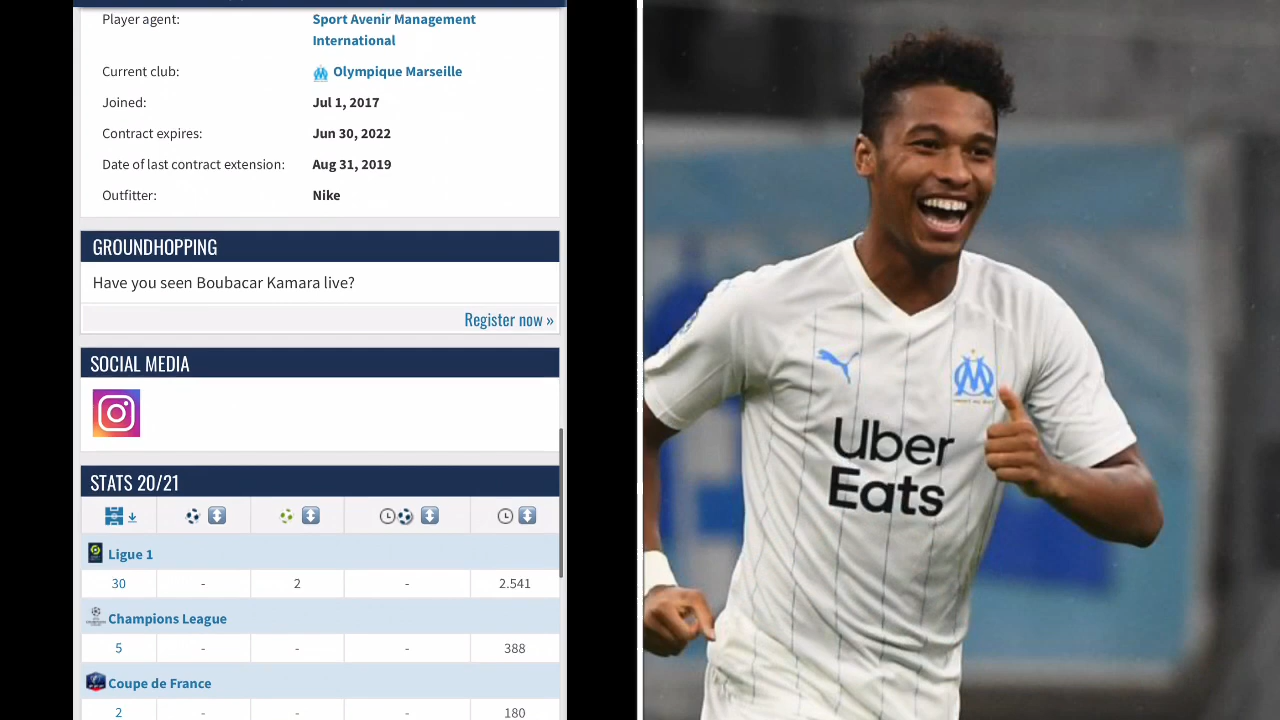 Player agent: Sport Avenir Management
International
Current club: Olympique Marseille
Joined: Jul 1, 2017
Contract expires: Jun 30, 2022
Date of last contract extension: Aug 31, 2019
Outfitter: Nike
GROUNDHOPPING
Have you seen Boubacar Kamara live?
Register now »
SOCIAL MEDIA
STATS 20/21
Ligue 1
30 - 2 - 2.541
Champions League
5 - - - 388
Coupe de France
2 - - - 180
Uber
Eats